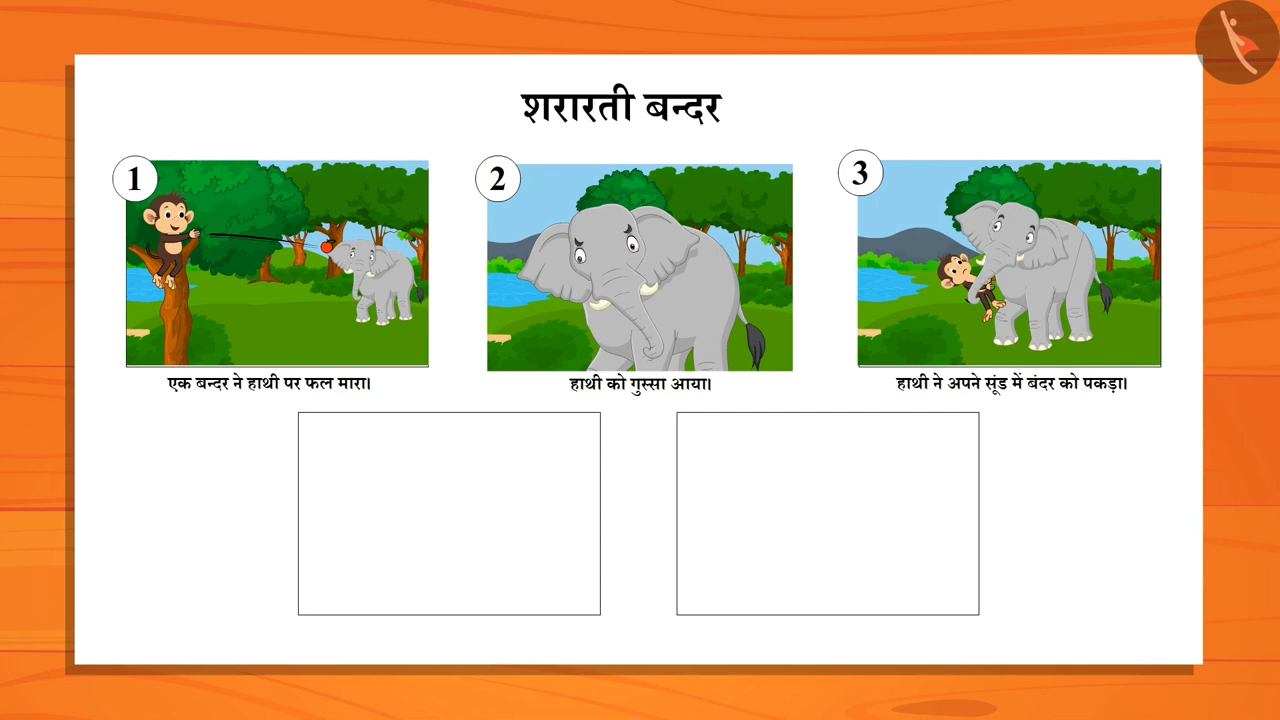 शरारती बन्दर
1
2
3
एक बन्दर ने हाथी पर फल मारा।
हाथी को गुस्सा आया।
हाथी ने अपने सूंड में बंदर को पकड़ा।